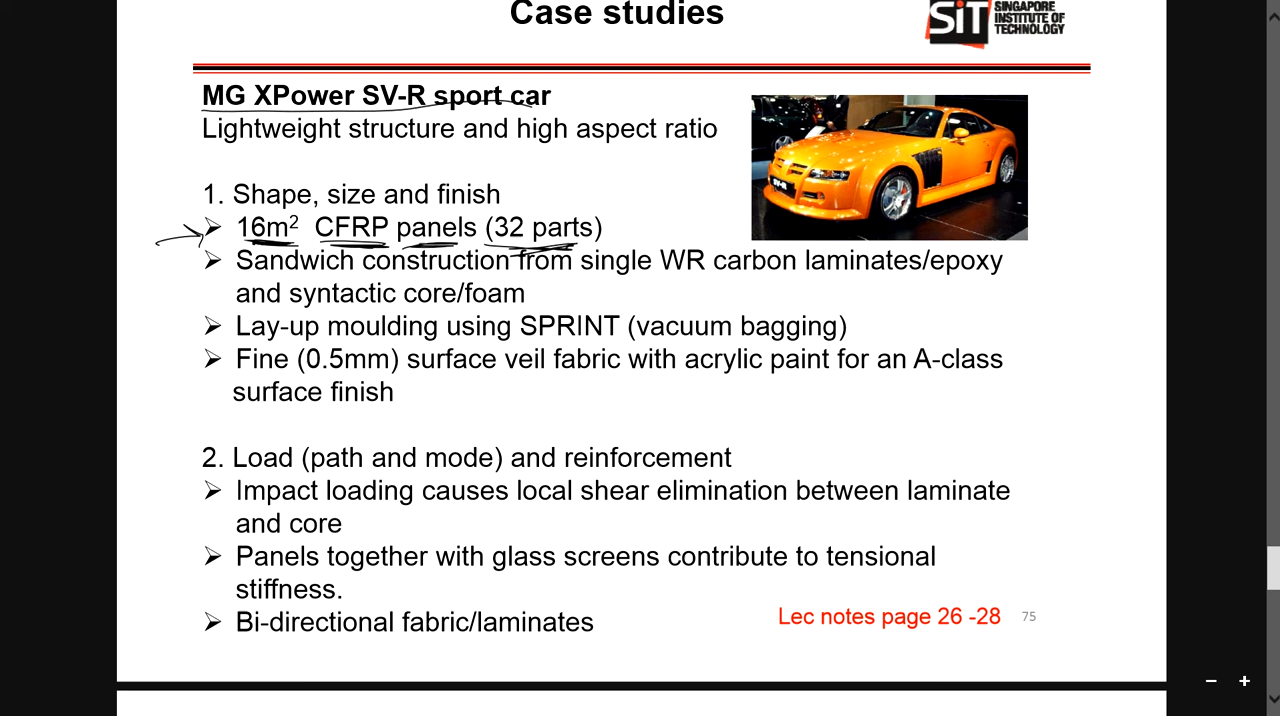 Case studies
SiT SINGAPORE
INSTITUTE OF
TECHNOLOGY
MG XPower SV-R sport car
Lightweight structure and high aspect ratio
1. Shape, size and finish
➢ 16m² CFRP panels (32 parts)
➢ Sandwich construction from single WR carbon laminates/epoxy
and syntactic core/foam
➢ Lay-up moulding using SPRINT (vacuum bagging)
➢ Fine (0.5mm) surface veil fabric with acrylic paint for an A-class
surface finish
2. Load (path and mode) and reinforcement
➢ Impact loading causes local shear elimination between laminate
and core
➢ Panels together with glass screens contribute to tensional
stiffness.
➢ Bi-directional fabric/laminates
Lec notes page 26 -28 75
SV-R